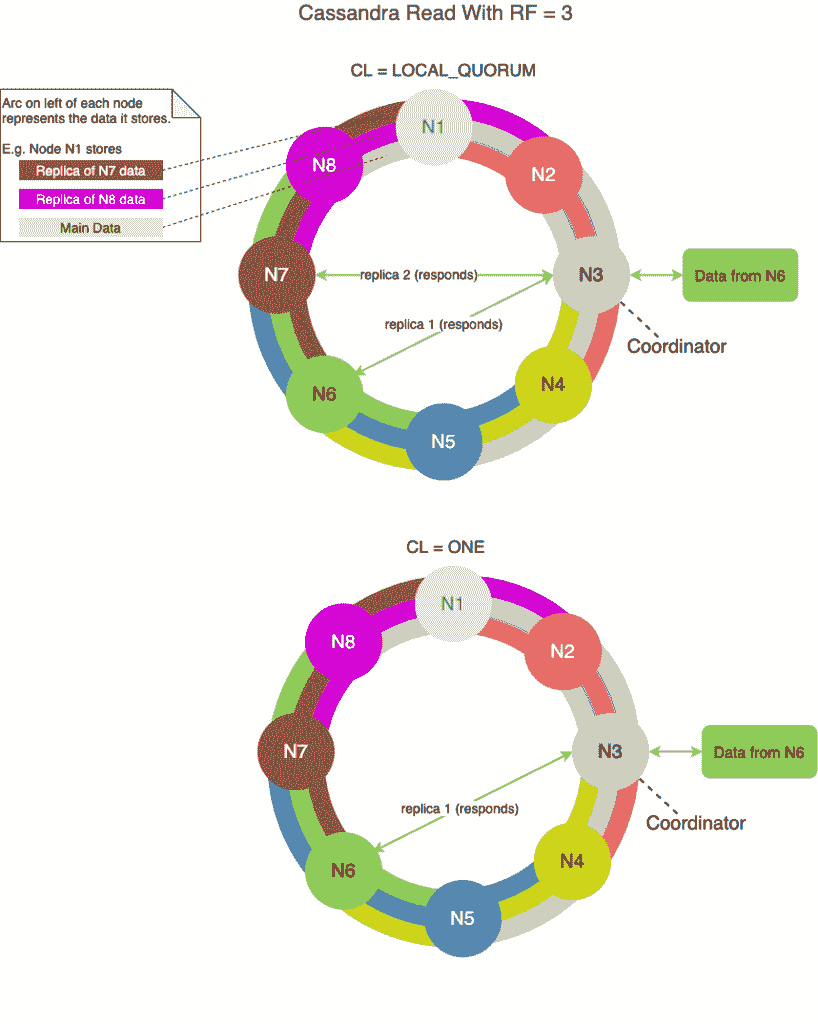 Cassandra Read With RF = 3
CL = LOCAL_QUORUM
Arc on left of each node
represents the data it stores.
E.g. Node N1 stores
Replica of N7 data
Replica of N8 data
Main Data
N1
N8
N2
N7
replica 2 (responds)
N3
Data from N6
replica 1 (responds)
Coordinator
N6
N4
N5
CL = ONE
N1
N8
N2
N7
N3
Data from N6
replica 1 (responds)
Coordinator
N6
N4
N5